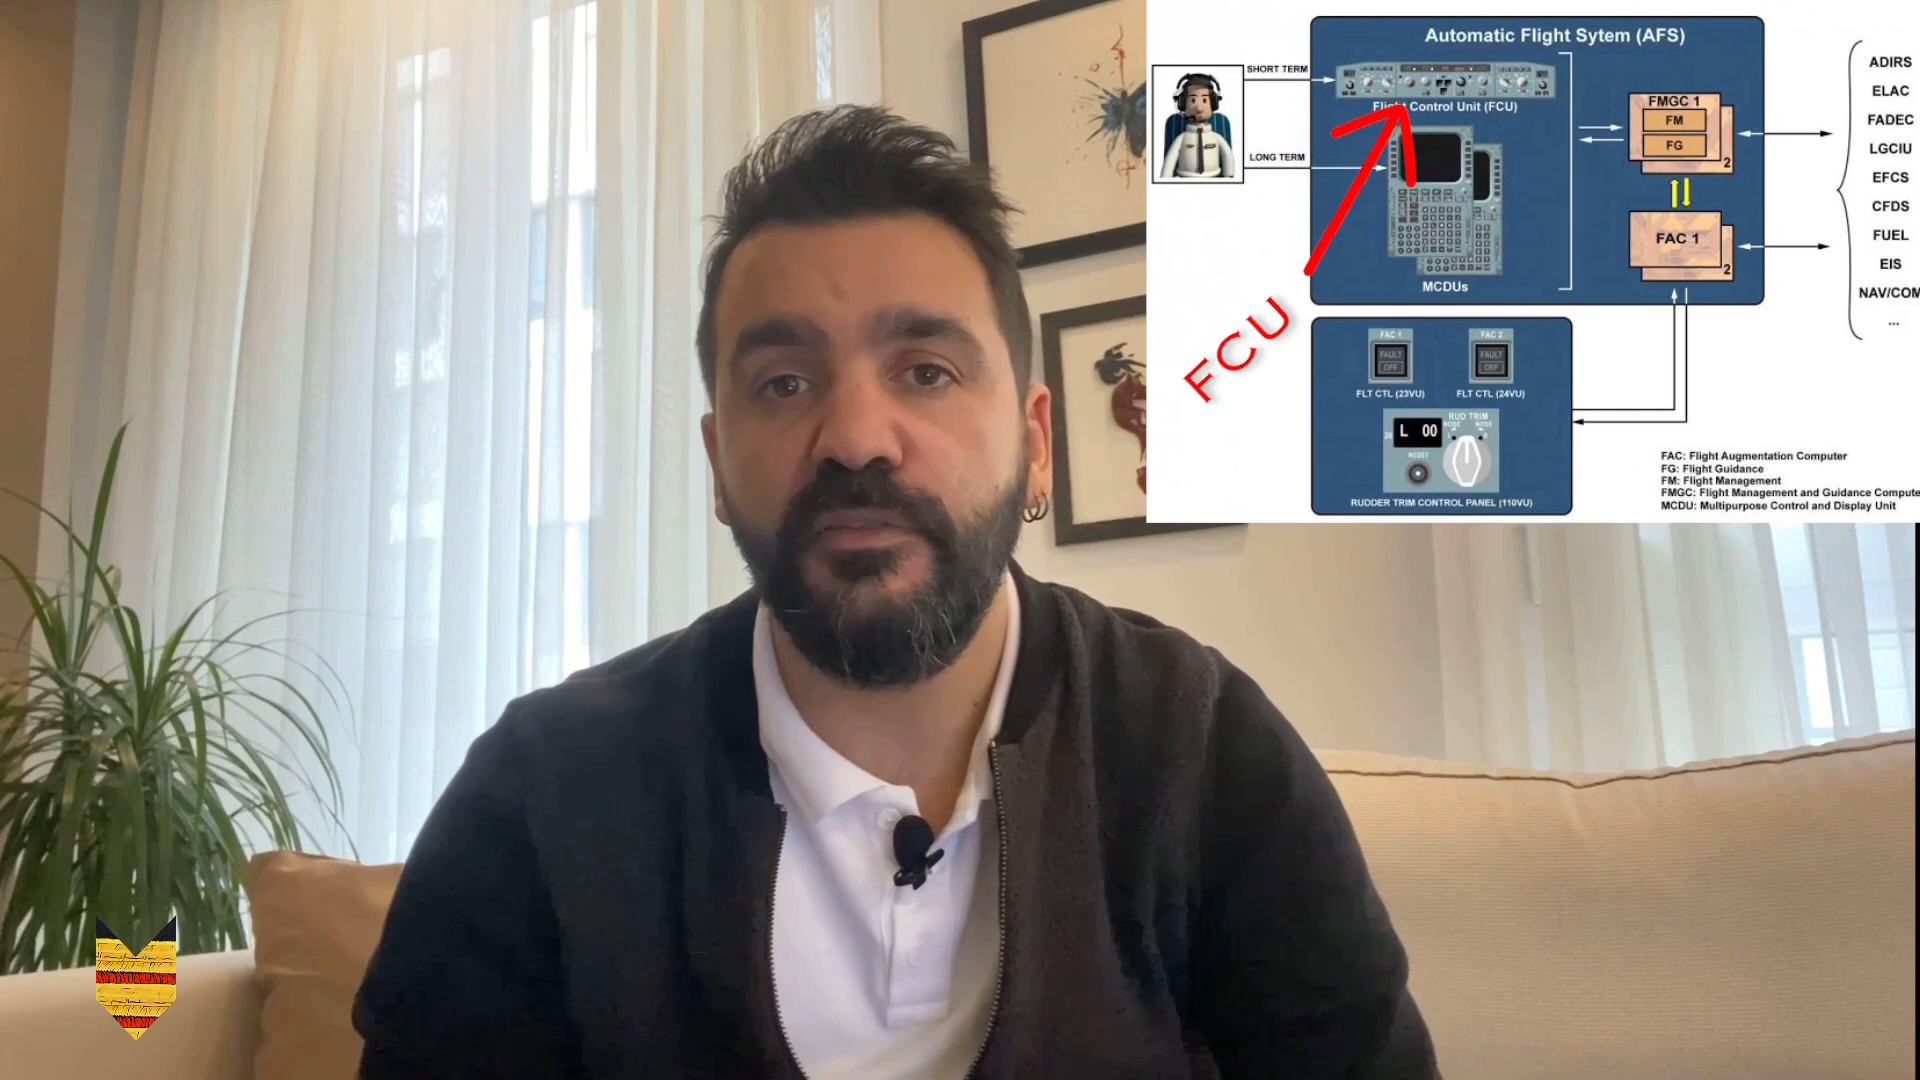 Automatic Flight Sytem (AFS)
SHORT TERM
Flight Control Unit (FCU)
LONG TERM
MCDUs
FMGC 1
FM
FG
2
FAC 1
2
ADIRS
ELAC
FADEC
LGCIU
EFCS
CFDS
FUEL
EIS
NAV/COM
...
FCU
FAC 1
FAULT
OFF
FLT CTL (23VU)
FAC 2
FAULT
OFF
FLT CTL (24VU)
RUD TRIM
NOSE NOSE
L 00
RESET
RUDDER TRIM CONTROL PANEL (110VU)
FAC: Flight Augmentation Computer
FG: Flight Guidance
FM: Flight Management
FMGC: Flight Management and Guidance Compute
MCDU: Multipurpose Control and Display Unit